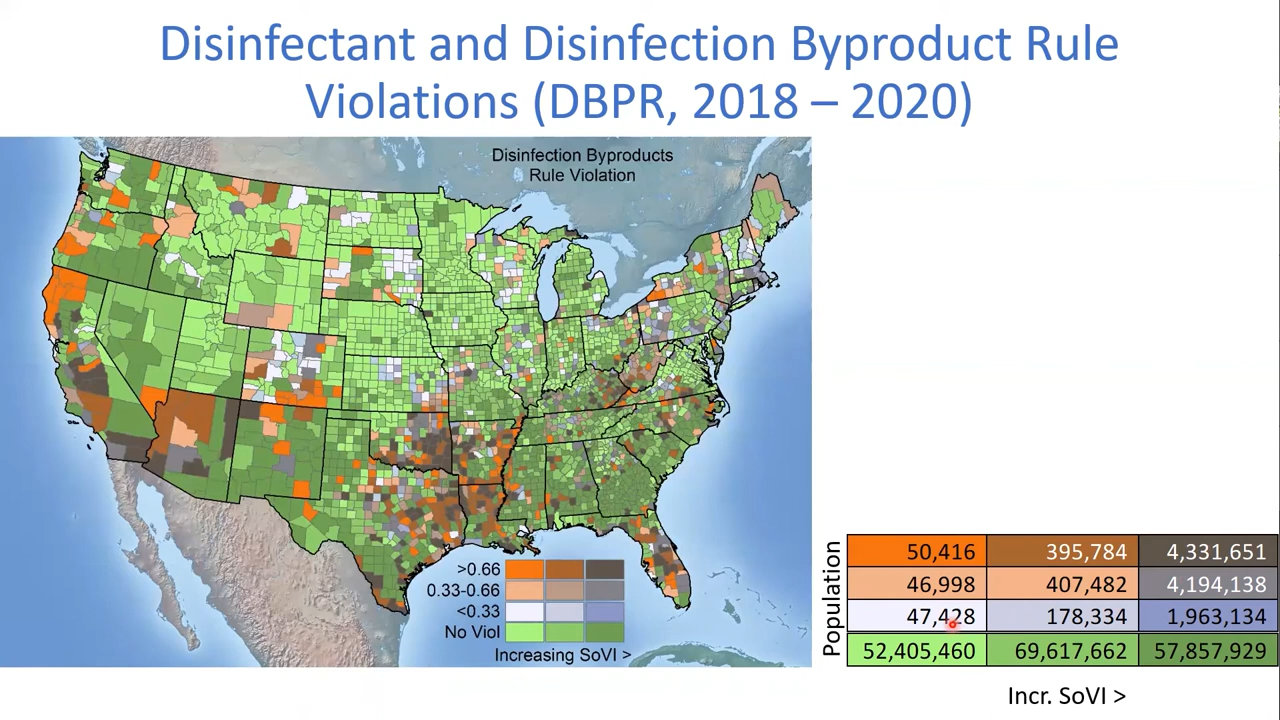 Disinfectant and Disinfection Byproduct Rule
Violations (DBPR, 2018 – 2020)
Disinfection Byproducts
Rule Violation
>0.66
0.33-0.66
<0.33
No Viol
Increasing SoVI >
Population
50,416 395,784 4,331,651
46,998 407,482 4,194,138
47,428 178,334 1,963,134
52,405,460 69,617,662 57,857,929
Incr. SoVI >